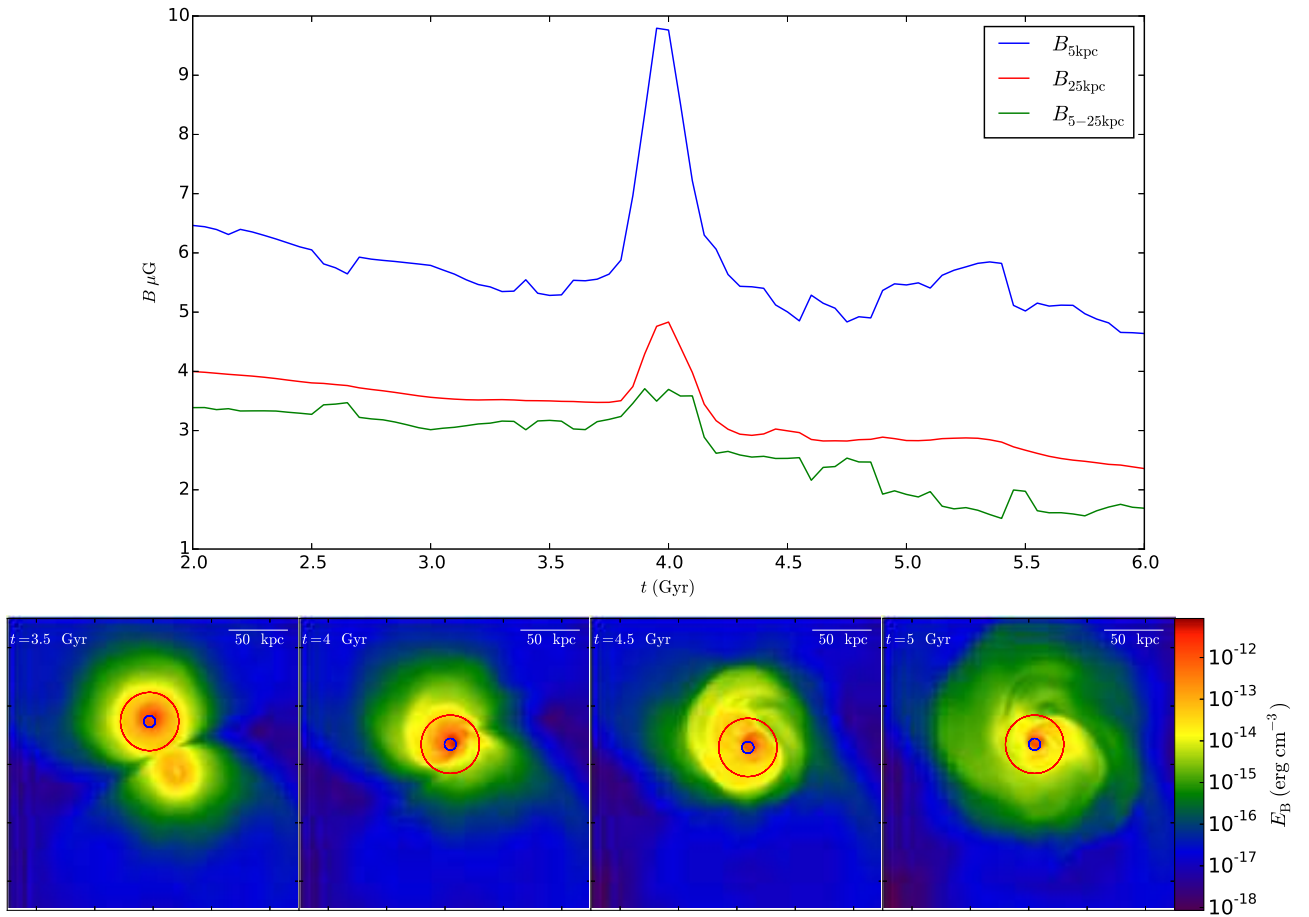 10
9
8
7
6
5
4
3
2
1
B μG
B5kpc
B25kpc
B5−25kpc
2.0 2.5 3.0 3.5 4.0 4.5 5.0 5.5 6.0
t (Gyr)
t=3.5 Gyr 50 kpc
t=4 Gyr 50 kpc
t=4.5 Gyr 50 kpc
t=5 Gyr 50 kpc
10^-12
10^-13
10^-14
10^-15
10^-16
10^-17
10^-18
E_B (erg cm^−3)